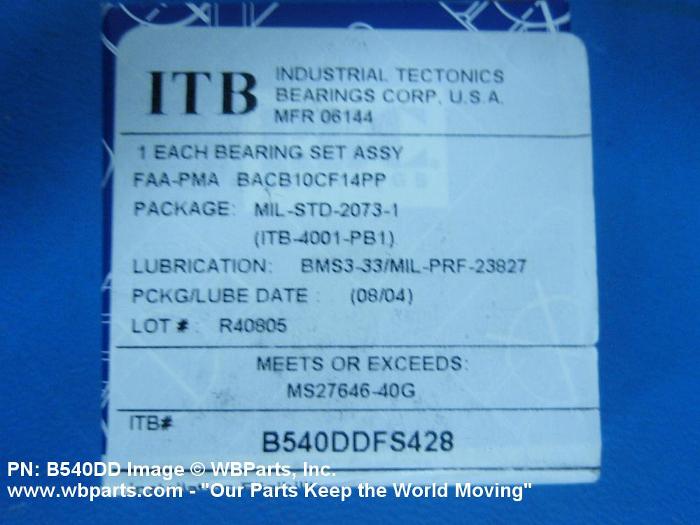 ITB
INDUSTRIAL TECTONICS
BEARINGS CORP, U.S.A.
MFR 06144
1 EACH BEARING SET ASSY
FAA-PMA BACB10CF14PP
PACKAGE: MIL-STD-2073-1
(ITB-4001-PB1)
LUBRICATION: BMS3-33/MIL-PRF-23827
PCKG/LUBE DATE : (08/04)
LOT # : R40805
MEETS OR EXCEEDS:
MS27646-40G
ITB#
B540DDFS428
PN: B540DD Image © WBParts, Inc.
www.wbparts.com - "Our Parts Keep the World Moving"